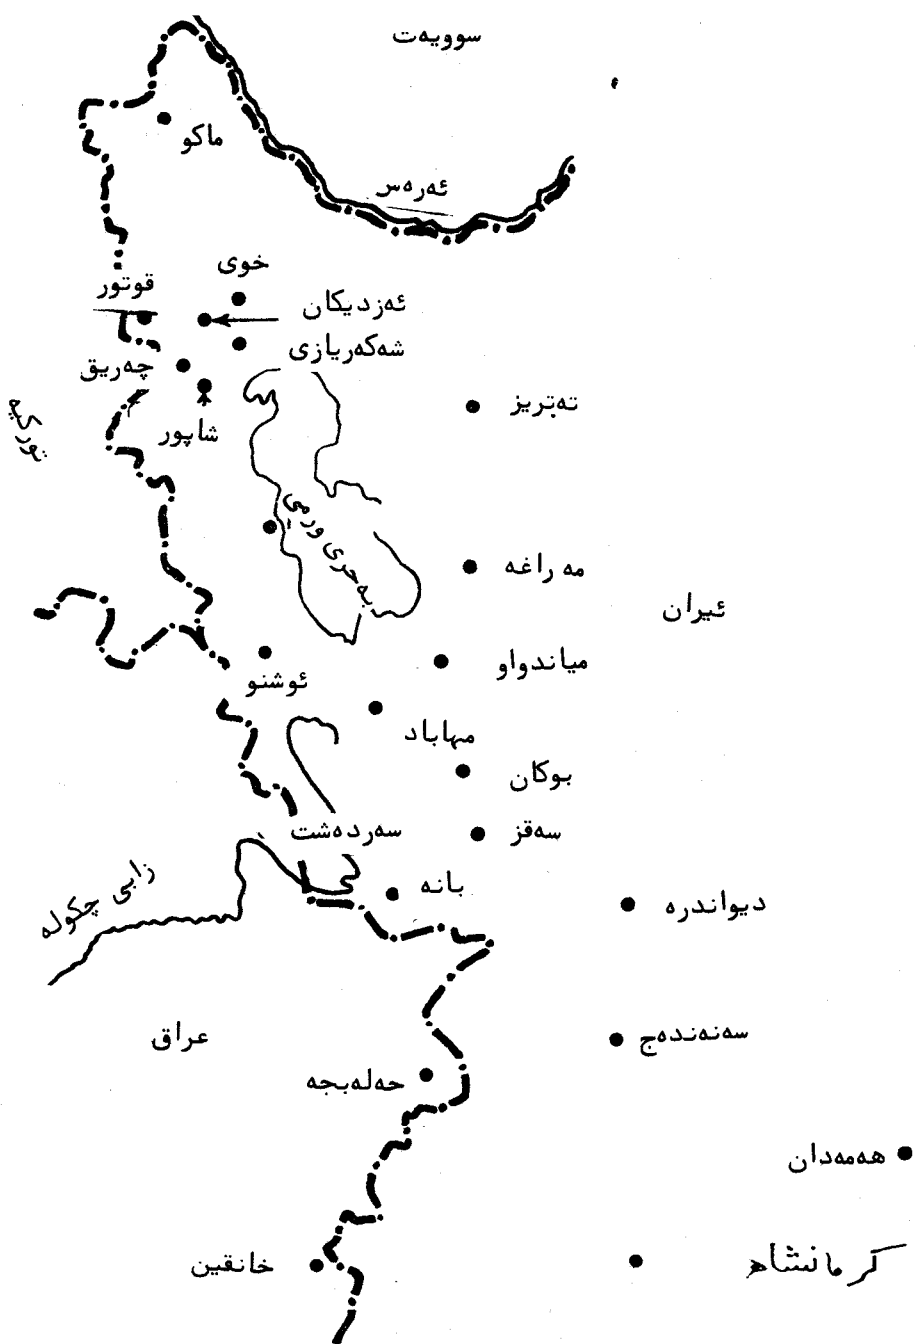 سوویەت
ماکو
ئەرەس
خوی
قوتور
ئەزدیکان
شەکەریازی
چەریق
شاپور
تەبریز
تورکیە
بەحری ورمێ
مەراغە
ئیران
میاندواو
ئوشنو
مهاباد
بوکان
سەردەشت
سەقز
بانە
زابی چکولە
دیواندرە
عراق
سەنەندەج
حەلەبجە
هەمەدان
خانقین
کرمانشاه